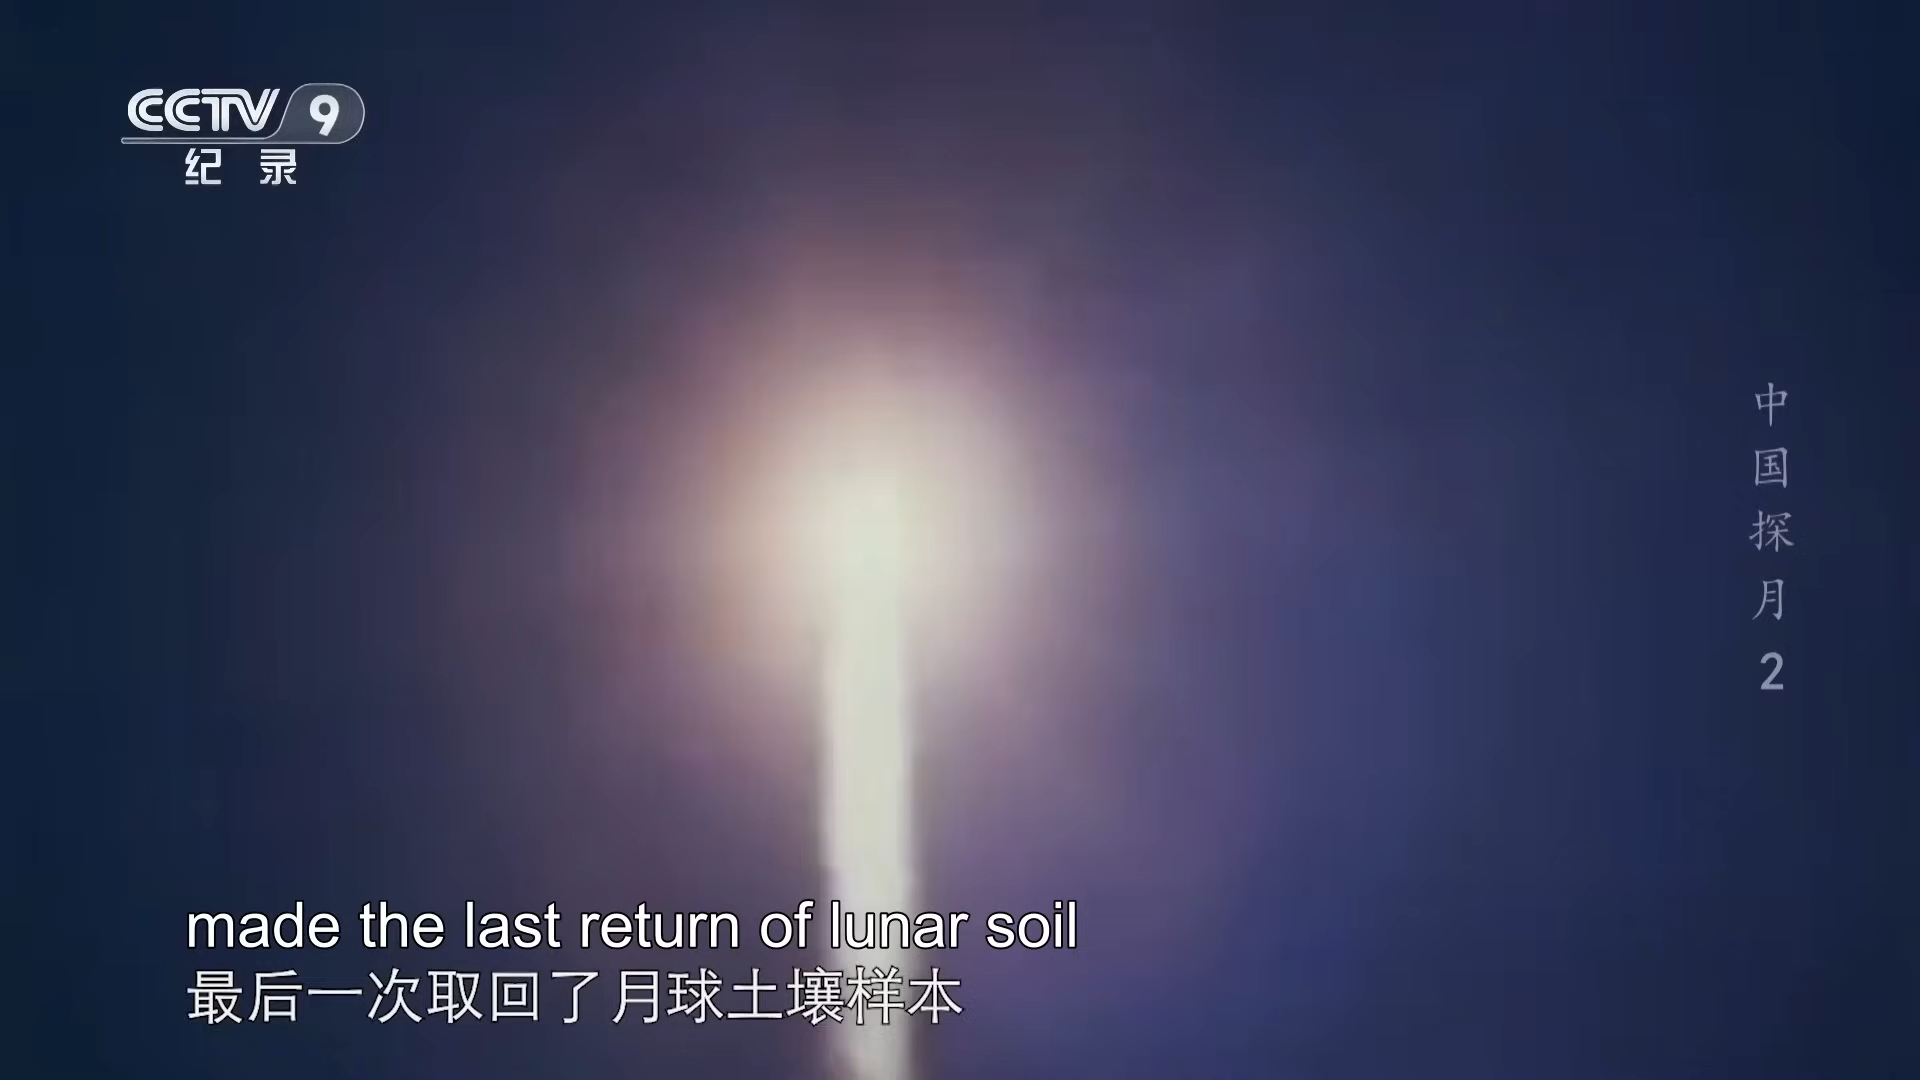 CCTV 9
纪 录
中国探月2
made the last return of lunar soil
最后一次取回了月球土壤样本